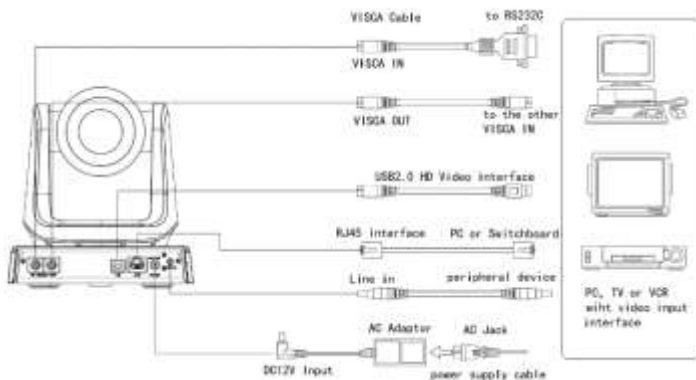 VISCA Cable
to RS232C
VISCA IN
VISCA OUT
to the other
VISCA IN
USB2.0 HD Video interface
RJ45 interface
PC or Switchboard
Line in
peripheral device
AC Adaptor
AC Jack
DC12V Input
power supply cable
PC, TV or VCR
wiht video input
interface